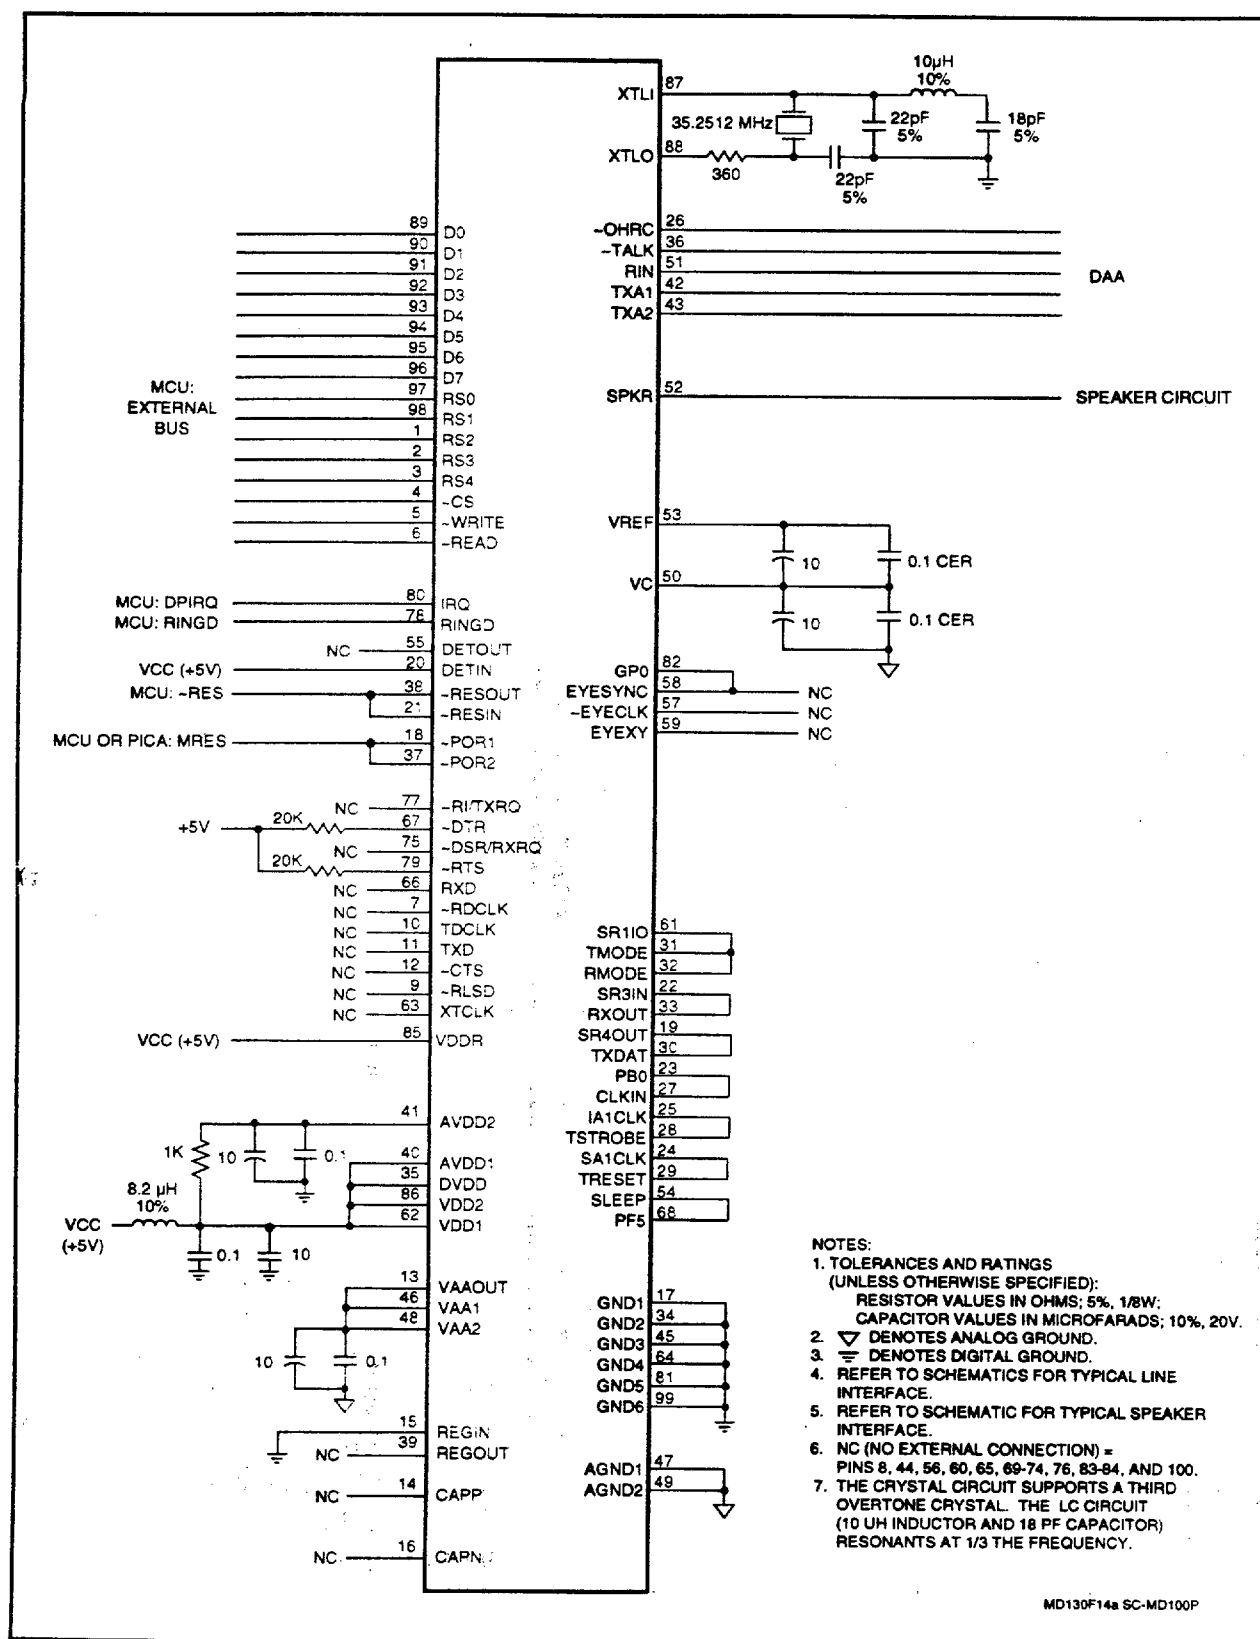 XTLI 87
10µH
10%
35.2512 MHz
22pF
5%
18pF
5%
XTLO 88
360
22pF
5%
89 D0
90 D1
91 D2
92 D3
93 D4
94 D5
95 D6
96 D7
97 RS0
98 RS1
1 RS2
2 RS3
3 RS4
4 ~CS
5 ~WRITE
6 ~READ
MCU:
EXTERNAL
BUS
~OHRC 26
~TALK 36
RIN 51
TXA1 42
TXA2 43
DAA
SPKR 52 SPEAKER CIRCUIT
VREF 53
10 0.1 CER
VC 50
10 0.1 CER
MCU: DPIRQ 80 IRQ
MCU: RINGD 78 RINGD
NC 55 DETOUT
VCC (+5V) 20 DETIN
MCU: ~RES 38 ~RESOUT
21 ~RESIN
MCU OR PICA: MRES 18 ~POR1
37 ~POR2
GP0 82
EYESYNC 58 NC
~EYECLK 57 NC
EYEXY 59 NC
NC 77 ~RI/TXRQ
+5V 20K 67 ~DTR
NC 75 ~DSR/RXRQ
20K 79 ~RTS
NC 66 RXD
NC 7 ~RDCLK
NC 10 TDCLK
NC 11 TXD
NC 12 ~CTS
NC 9 ~RLSD
NC 63 XTCLK
VCC (+5V) 85 VDDR
SR1IO 61
TMODE 31
RMODE 32
SR3IN 22
RXOUT 33
SR4OUT 19
TXDAT 30
PB0 23
CLKIN 27
IA1CLK 25
TSTROBE 28
SA1CLK 24
TRESET 29
SLEEP 54
PF5 68
41 AVDD2
1K 10 0.1
40 AVDD1
35 DVDD
86 VDD2
62 VDD1
8.2 µH
10%
VCC
(+5V)
0.1 10
13 VAAOUT
46 VAA1
48 VAA2
10 0.1
15 REGIN
NC 39 REGOUT
NC 14 CAPP
NC 16 CAPN
GND1 17
GND2 34
GND3 45
GND4 64
GND5 81
GND6 99
AGND1 47
AGND2 49
NOTES:
1. TOLERANCES AND RATINGS
(UNLESS OTHERWISE SPECIFIED):
RESISTOR VALUES IN OHMS; 5%, 1/8W;
CAPACITOR VALUES IN MICROFARADS; 10%, 20V.
2. DENOTES ANALOG GROUND.
3. DENOTES DIGITAL GROUND.
4. REFER TO SCHEMATICS FOR TYPICAL LINE
INTERFACE.
5. REFER TO SCHEMATIC FOR TYPICAL SPEAKER
INTERFACE.
6. NC (NO EXTERNAL CONNECTION) =
PINS 8, 44, 56, 60, 65, 69-74, 76, 83-84, AND 100.
7. THE CRYSTAL CIRCUIT SUPPORTS A THIRD
OVERTONE CRYSTAL. THE LC CIRCUIT
(10 UH INDUCTOR AND 18 PF CAPACITOR)
RESONANTS AT 1/3 THE FREQUENCY.
MD130F14a SC-MD100P